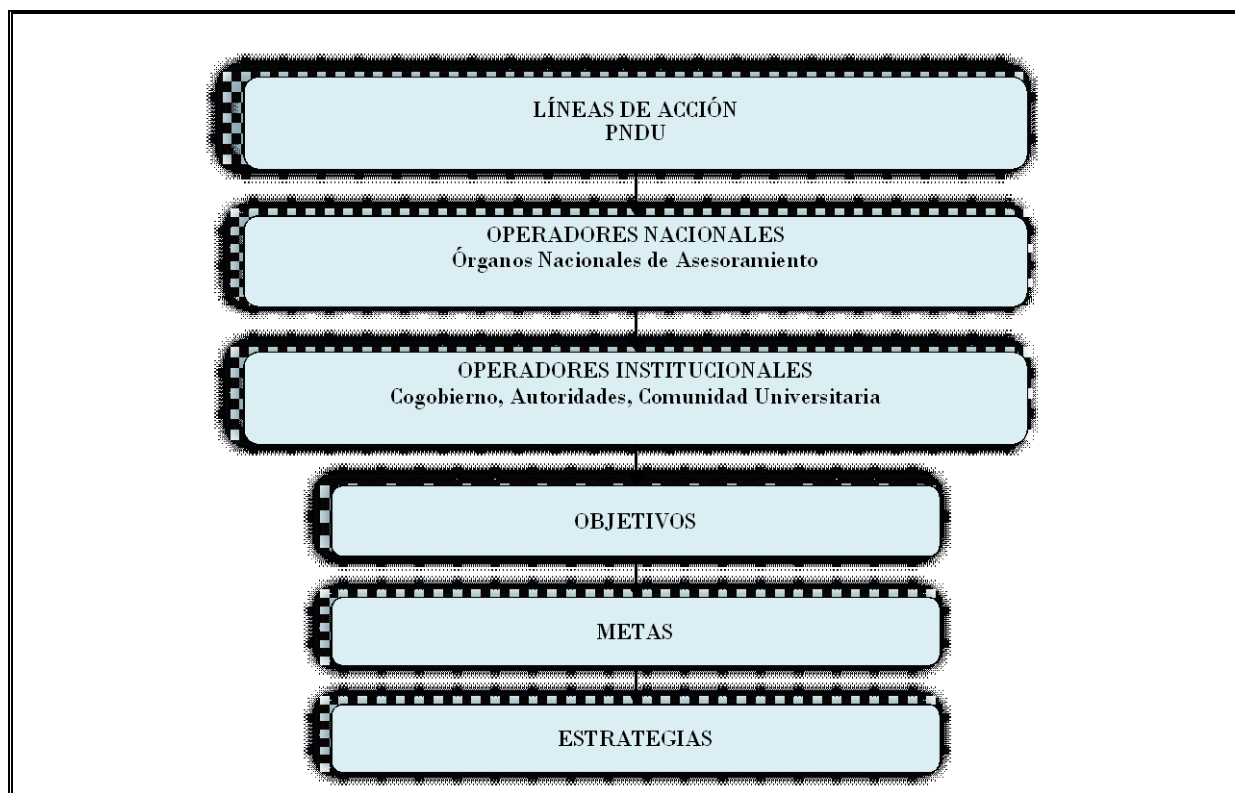 LÍNEAS DE ACCIÓN
PNDU
OPERADORES NACIONALES
Órganos Nacionales de Asesoramiento
OPERADORES INSTITUCIONALES
Cogobierno, Autoridades, Comunidad Universitaria
OBJETIVOS
METAS
ESTRATEGIAS